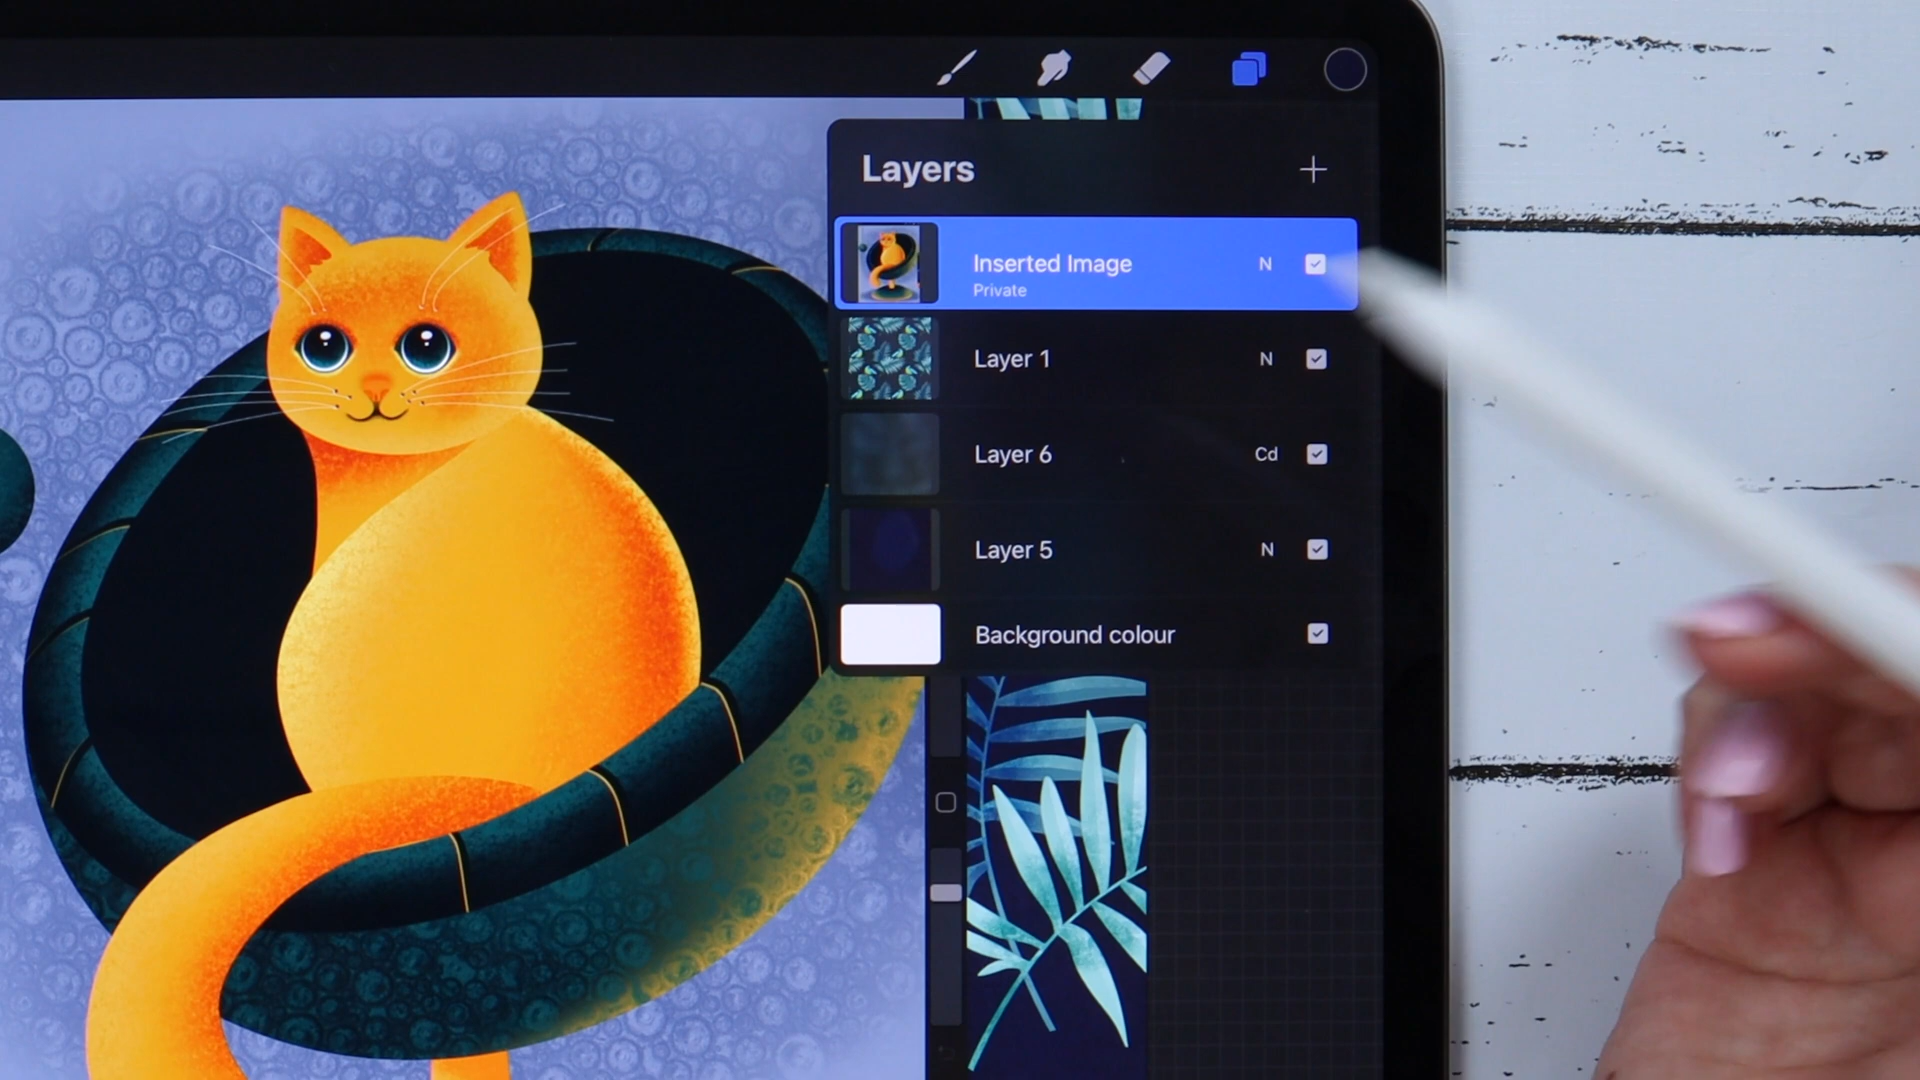 Layers
Inserted Image N
Private
Layer 1 N
Layer 6 Cd
Layer 5 N
Background colour